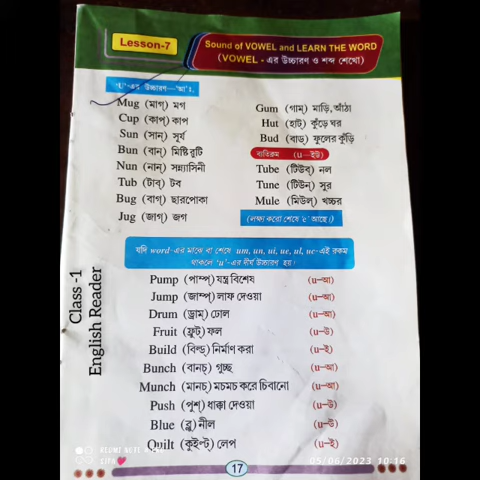 Lesson-7
Sound of VOWEL and LEARN THE WORD
(VOWEL - এর উচ্চারণ ও শব্দ শেখো)
'U'-এর উচ্চারণ—'আ'।
Mug (মাগ্) মগ
Cup (কাপ্) কাপ
Sun (সান্) সূর্য
Bun (বান্) মিষ্টি রুটি
Nun (নান্) সন্ন্যাসিনী
Tub (টাব্) টব
Bug (বাগ্) ছারপোকা
Jug (জাগ্) জগ
Gum (গাম্) মাড়ি, আঁঠা
Hut (হাট্) কুঁড়ে ঘর
Bud (বাড্) ফুলের কুঁড়ি
ব্যতিক্রম (u—ইউ)
Tube (টিউব্) নল
Tune (টিউন্) সুর
Mule (মিউল্) খচ্চর
(লক্ষ্য করো শেষে 'e' আছে।)
যদি word-এর মাঝে বা শেষে um, un, ui, ue, ul, uc-এই রকম
থাকলে 'u'-এর দীর্ঘ উচ্চারণ হয়।
Pump (পাম্প্) যন্ত্র বিশেষ (u-আ)
Jump (জাম্প্) লাফ দেওয়া (u-আ)
Drum (ড্রাম্) ঢোল (u-আ)
Fruit (ফ্রুট্) ফল (u-উ)
Build (বিল্ড্) নির্মাণ করা (u-ই)
Bunch (বানচ্) গুচ্ছ (u-আ)
Munch (মানচ্) মচমচ করে চিবানো (u-আ)
Push (পুশ্) ধাক্কা দেওয়া (u-উ)
Blue (ব্লু) নীল (u-উ)
Quilt (কুইল্ট্) লেপ (u-ই)
Class -1
English Reader
17
REDMI NOTE
05/06/2023 10:16